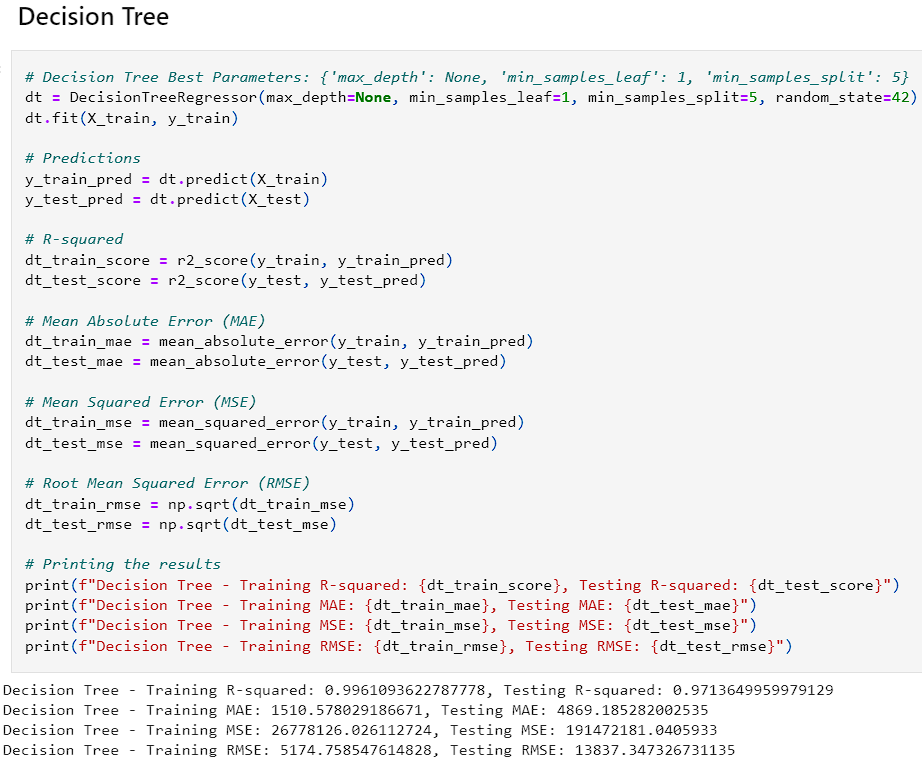 Decision Tree
# Decision Tree Best Parameters: {'max_depth': None, 'min_samples_leaf': 1, 'min_samples_split': 5}
dt = DecisionTreeRegressor(max_depth=None, min_samples_leaf=1, min_samples_split=5, random_state=42)
dt.fit(X_train, y_train)
# Predictions
y_train_pred = dt.predict(X_train)
y_test_pred = dt.predict(X_test)
# R-squared
dt_train_score = r2_score(y_train, y_train_pred)
dt_test_score = r2_score(y_test, y_test_pred)
# Mean Absolute Error (MAE)
dt_train_mae = mean_absolute_error(y_train, y_train_pred)
dt_test_mae = mean_absolute_error(y_test, y_test_pred)
# Mean Squared Error (MSE)
dt_train_mse = mean_squared_error(y_train, y_train_pred)
dt_test_mse = mean_squared_error(y_test, y_test_pred)
# Root Mean Squared Error (RMSE)
dt_train_rmse = np.sqrt(dt_train_mse)
dt_test_rmse = np.sqrt(dt_test_mse)
# Printing the results
print(f"Decision Tree - Training R-squared: {dt_train_score}, Testing R-squared: {dt_test_score}")
print(f"Decision Tree - Training MAE: {dt_train_mae}, Testing MAE: {dt_test_mae}")
print(f"Decision Tree - Training MSE: {dt_train_mse}, Testing MSE: {dt_test_mse}")
print(f"Decision Tree - Training RMSE: {dt_train_rmse}, Testing RMSE: {dt_test_rmse}")
Decision Tree - Training R-squared: 0.9961093622787778, Testing R-squared: 0.9713649959979129
Decision Tree - Training MAE: 1510.578029186671, Testing MAE: 4869.185282002535
Decision Tree - Training MSE: 26778126.026112724, Testing MSE: 191472181.0405933
Decision Tree - Training RMSE: 5174.758547614828, Testing RMSE: 13837.347326731135